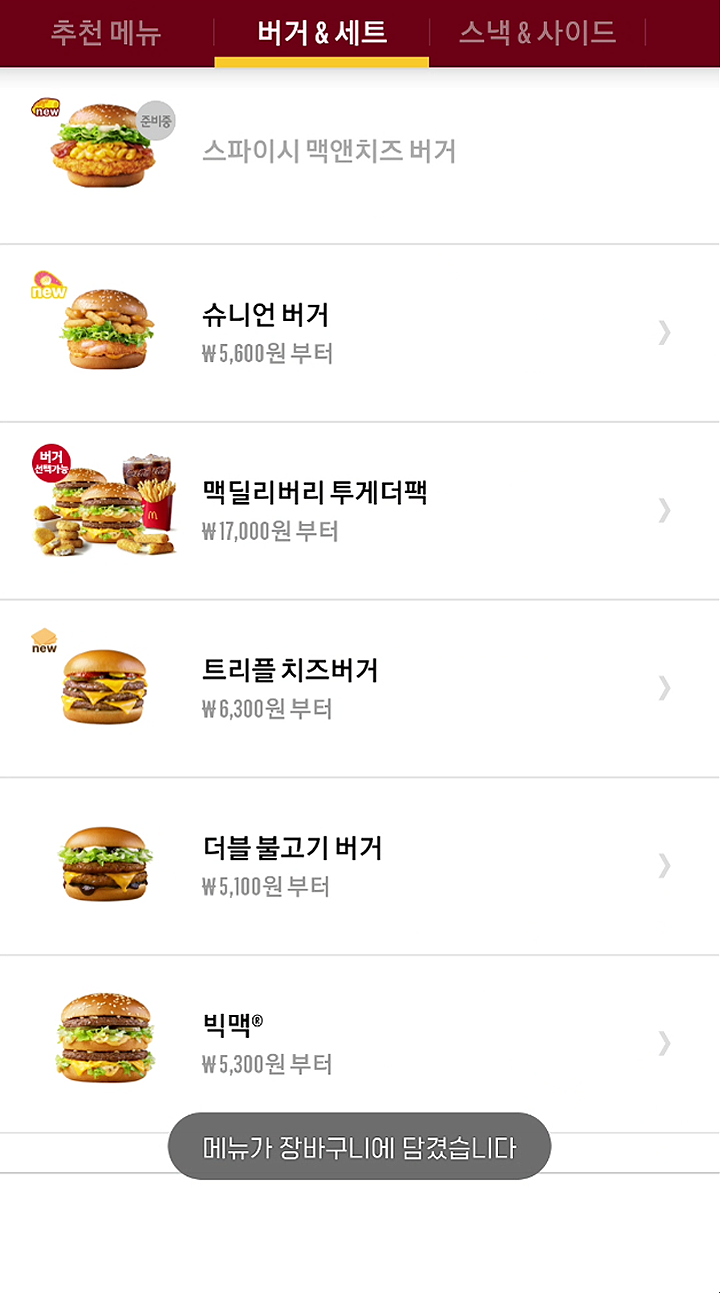 추천 메뉴
버거 & 세트
스낵 & 사이드
new
준비중
스파이시 맥앤치즈 버거
new
슈니언 버거
₩5,600원 부터
버거
선택가능
맥딜리버리 투게더팩
₩17,000원 부터
new
트리플 치즈버거
₩6,300원 부터
더블 불고기 버거
₩5,100원 부터
빅맥®
₩5,300원 부터
메뉴가 장바구니에 담겼습니다